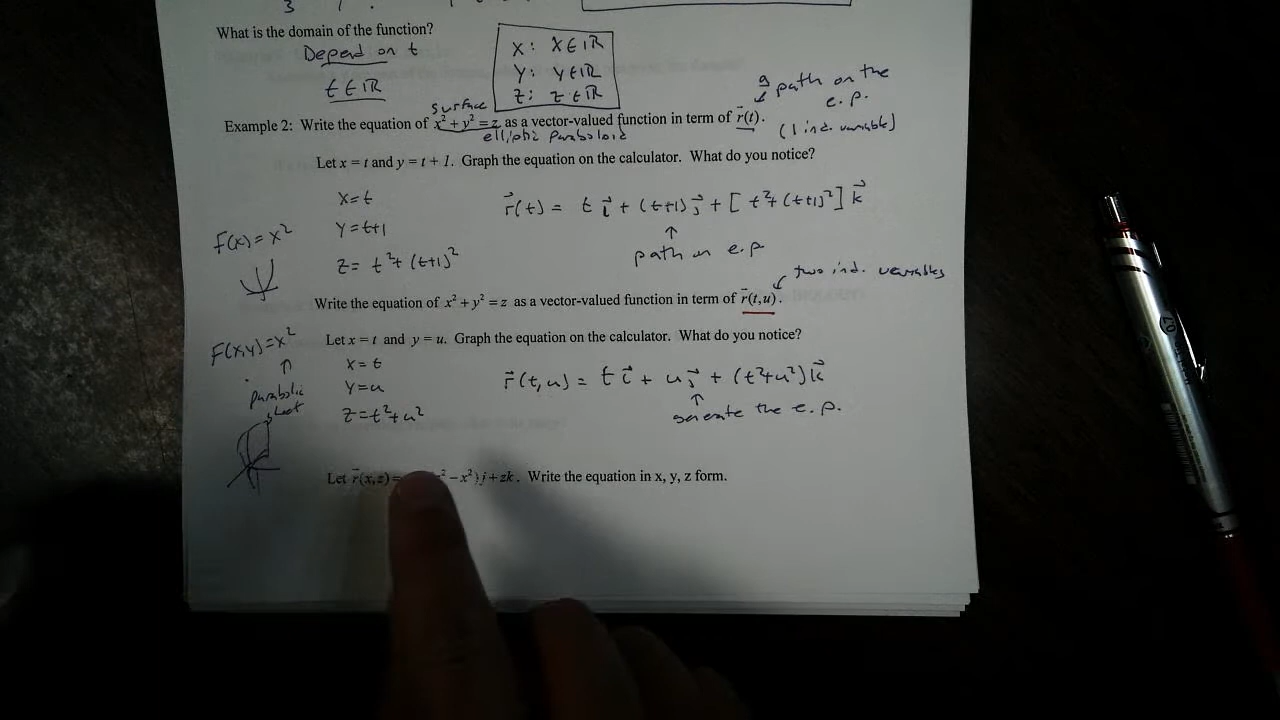 What is the domain of the function?
Depend on t
t ∈ ℝ
X: X ∈ ℝ
Y: Y ∈ ℝ
Z: Z ∈ ℝ
surface
a path on the
e.p.
(1 ind. variable)
Example 2: Write the equation of x² + y² = z as a vector-valued function in term of r⃗(t).
elliptic paraboloid
Let x = t and y = t + 1. Graph the equation on the calculator. What do you notice?
X=t
Y=t+1
Z= t²+(t+1)²
r⃗(t) = t i⃗ + (t+1) j⃗ + [t²+(t+1)²] k⃗
↑
path on e.p
F(x)=x²
two ind. variables
Write the equation of x² + y² = z as a vector-valued function in term of r⃗(t,u).
Let x = t and y = u. Graph the equation on the calculator. What do you notice?
F(x,y)=x²
↑
parabolic
sheet
X=t
Y=u
Z=t²+u²
r⃗(t,u) = t i⃗ + u j⃗ + (t²+u²) k⃗
↑
generate the e.p.
Let r⃗(x,z)= ² − x²) j + zk. Write the equation in x, y, z form.